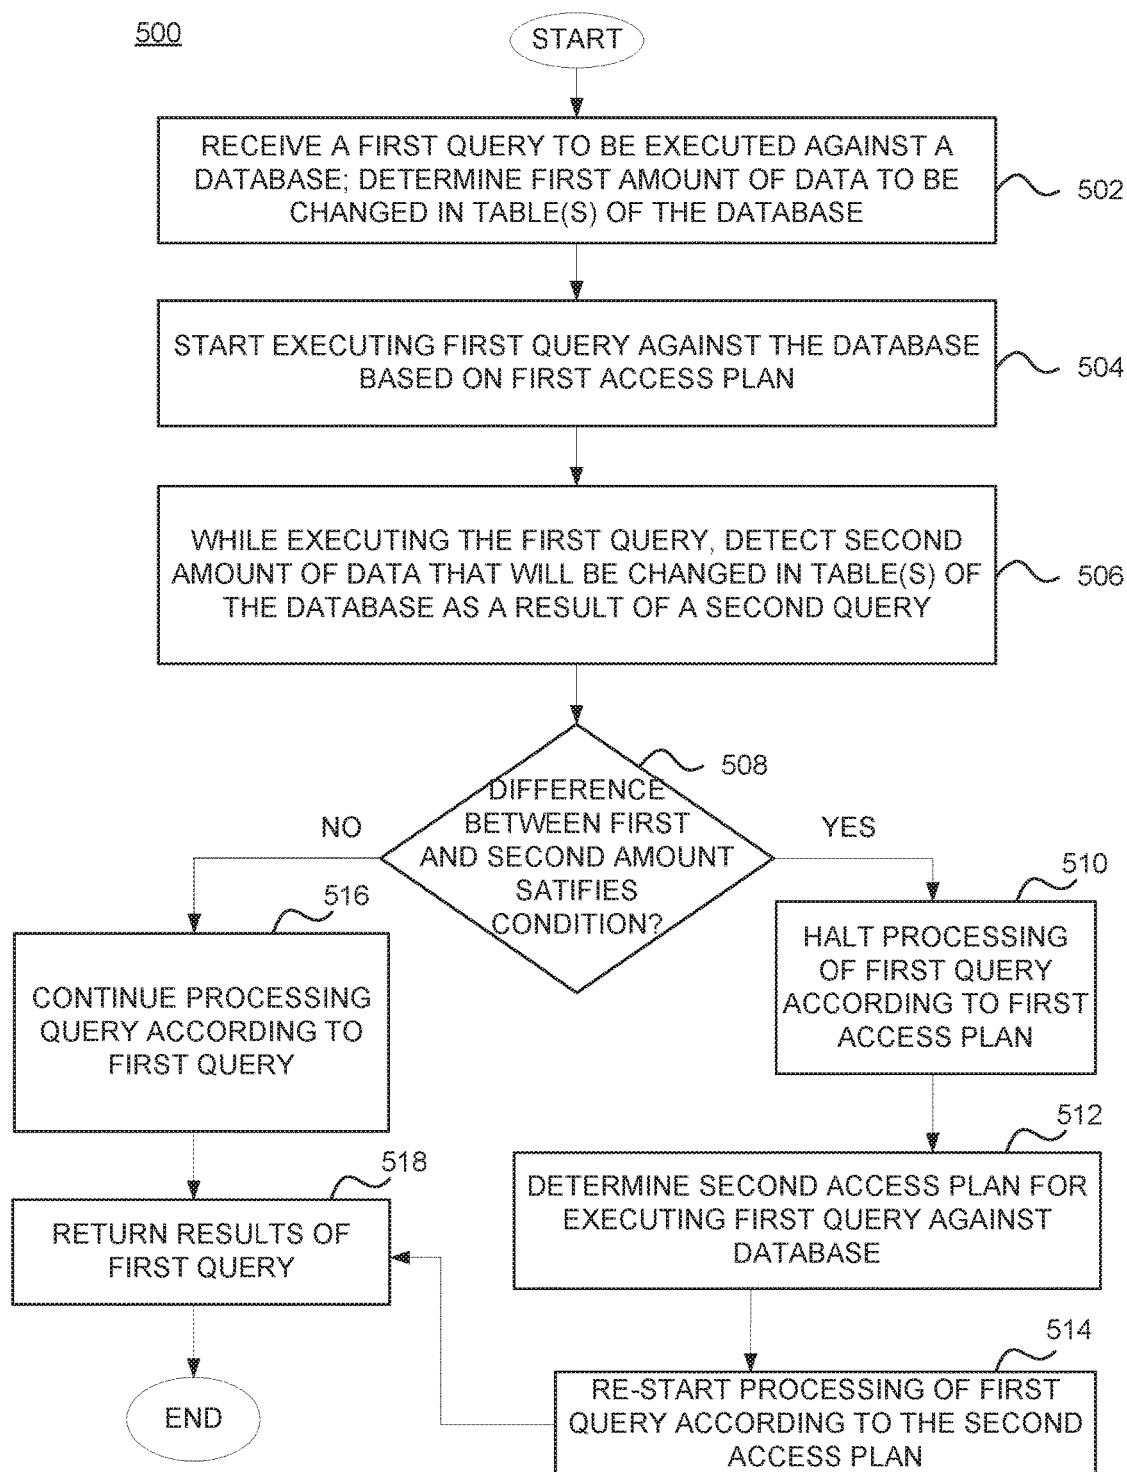 500
START
RECEIVE A FIRST QUERY TO BE EXECUTED AGAINST A
DATABASE; DETERMINE FIRST AMOUNT OF DATA TO BE
CHANGED IN TABLE(S) OF THE DATABASE
502
START EXECUTING FIRST QUERY AGAINST THE DATABASE
BASED ON FIRST ACCESS PLAN
504
WHILE EXECUTING THE FIRST QUERY, DETECT SECOND
AMOUNT OF DATA THAT WILL BE CHANGED IN TABLE(S) OF
THE DATABASE AS A RESULT OF A SECOND QUERY
506
508
DIFFERENCE
BETWEEN FIRST
AND SECOND AMOUNT
SATIFIES
CONDITION?
NO
YES
516
CONTINUE PROCESSING
QUERY ACCORDING TO
FIRST QUERY
510
HALT PROCESSING
OF FIRST QUERY
ACCORDING TO FIRST
ACCESS PLAN
512
DETERMINE SECOND ACCESS PLAN FOR
EXECUTING FIRST QUERY AGAINST
DATABASE
518
RETURN RESULTS OF
FIRST QUERY
514
RE-START PROCESSING OF FIRST
QUERY ACCORDING TO THE SECOND
ACCESS PLAN
END